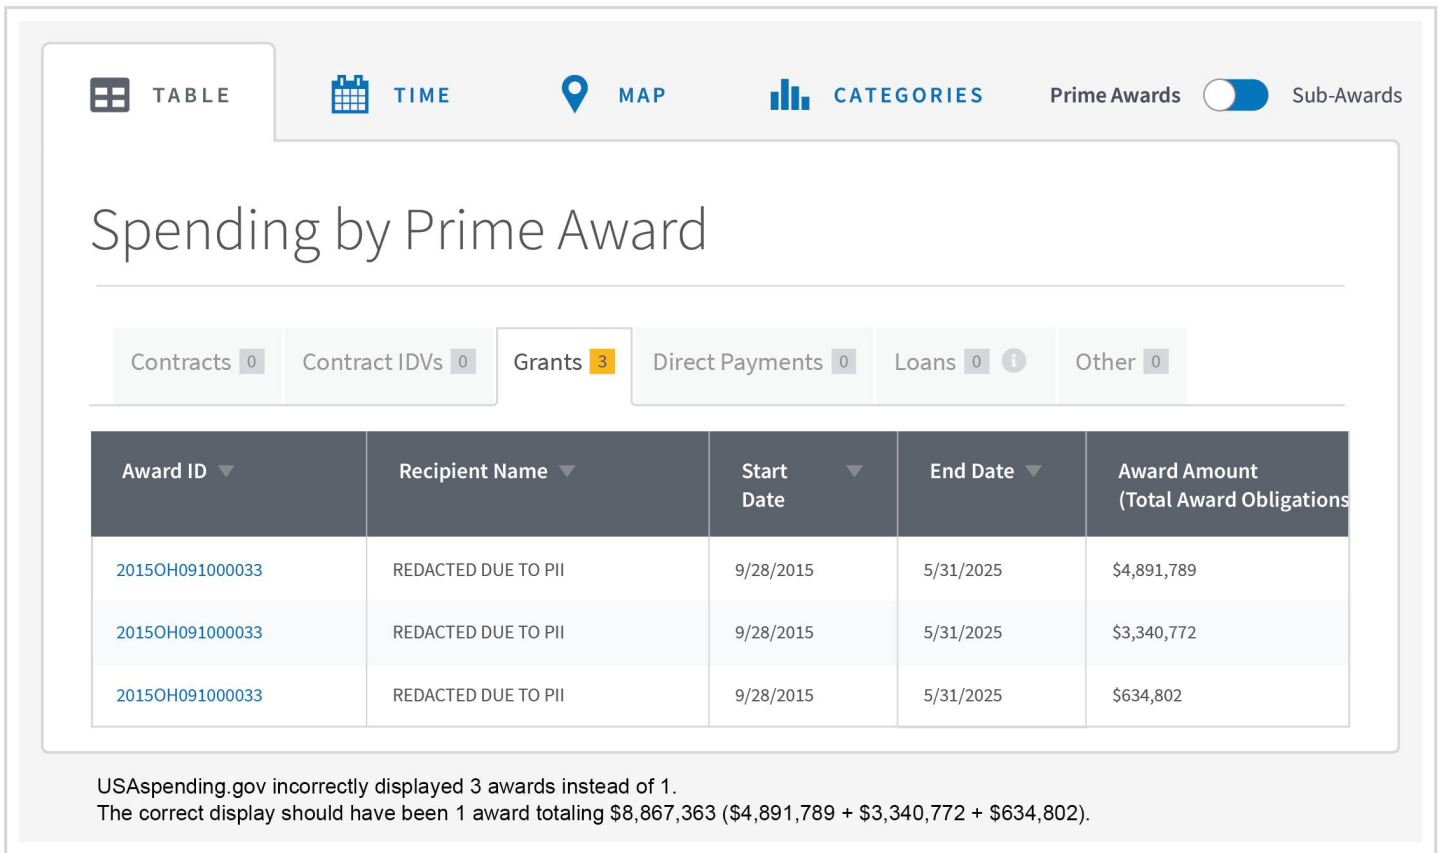 TABLE TIME MAP CATEGORIES Prime Awards Sub-Awards
Spending by Prime Award
Contracts 0 Contract IDVs 0 Grants 3 Direct Payments 0 Loans 0 i Other 0
Award ID Recipient Name Start Date End Date Award Amount (Total Award Obligations
2015OH091000033 REDACTED DUE TO PII 9/28/2015 5/31/2025 $4,891,789
2015OH091000033 REDACTED DUE TO PII 9/28/2015 5/31/2025 $3,340,772
2015OH091000033 REDACTED DUE TO PII 9/28/2015 5/31/2025 $634,802
USAspending.gov incorrectly displayed 3 awards instead of 1.
The correct display should have been 1 award totaling $8,867,363 ($4,891,789 + $3,340,772 + $634,802).